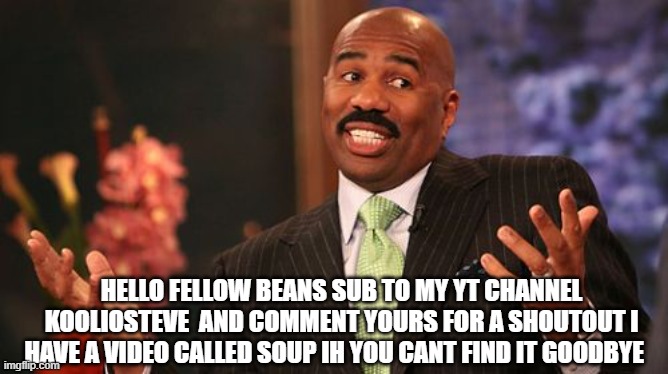 HELLO FELLOW BEANS SUB TO MY YT CHANNEL
KOOLIOSTEVE AND COMMENT YOURS FOR A SHOUTOUT I
HAVE A VIDEO CALLED SOUP IH YOU CANT FIND IT GOODBYE
imgflip.com